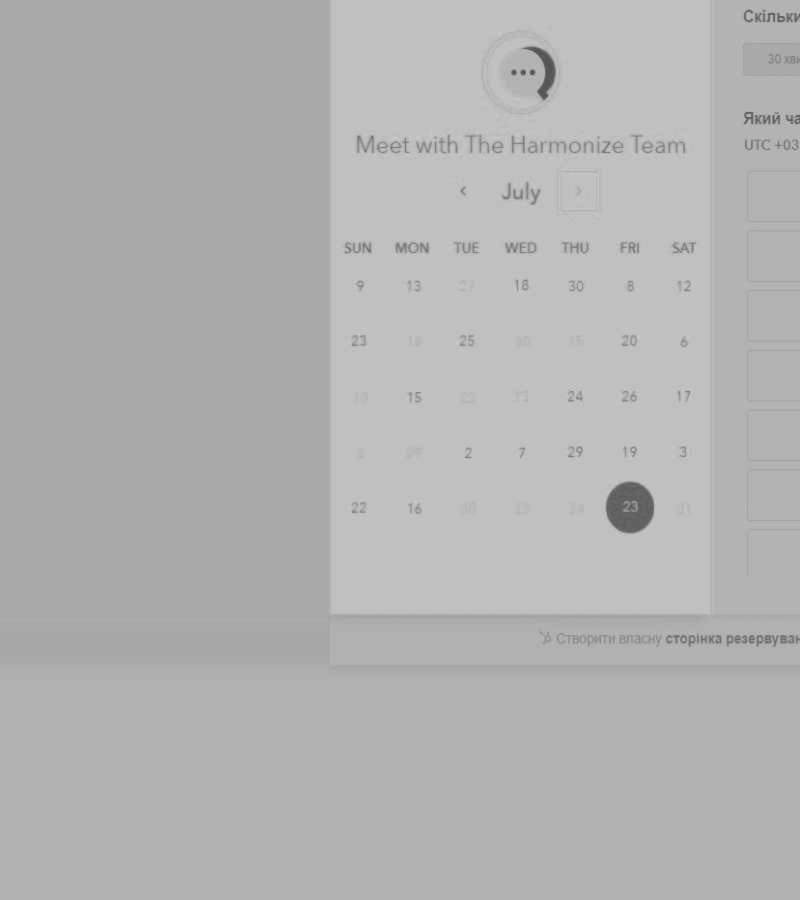 Meet with The Harmonize Team
July
SUN MON TUE WED THU FRI SAT
9 13 27 18 30 8 12
23 16 25 30 20 6
10 15 22 13 24 26 17
29 2 7 29 19 3
22 16 30 22 24 23 31
Скільки
30 хви
Який ча
UTC +03
Створити власну сторінка резервуван